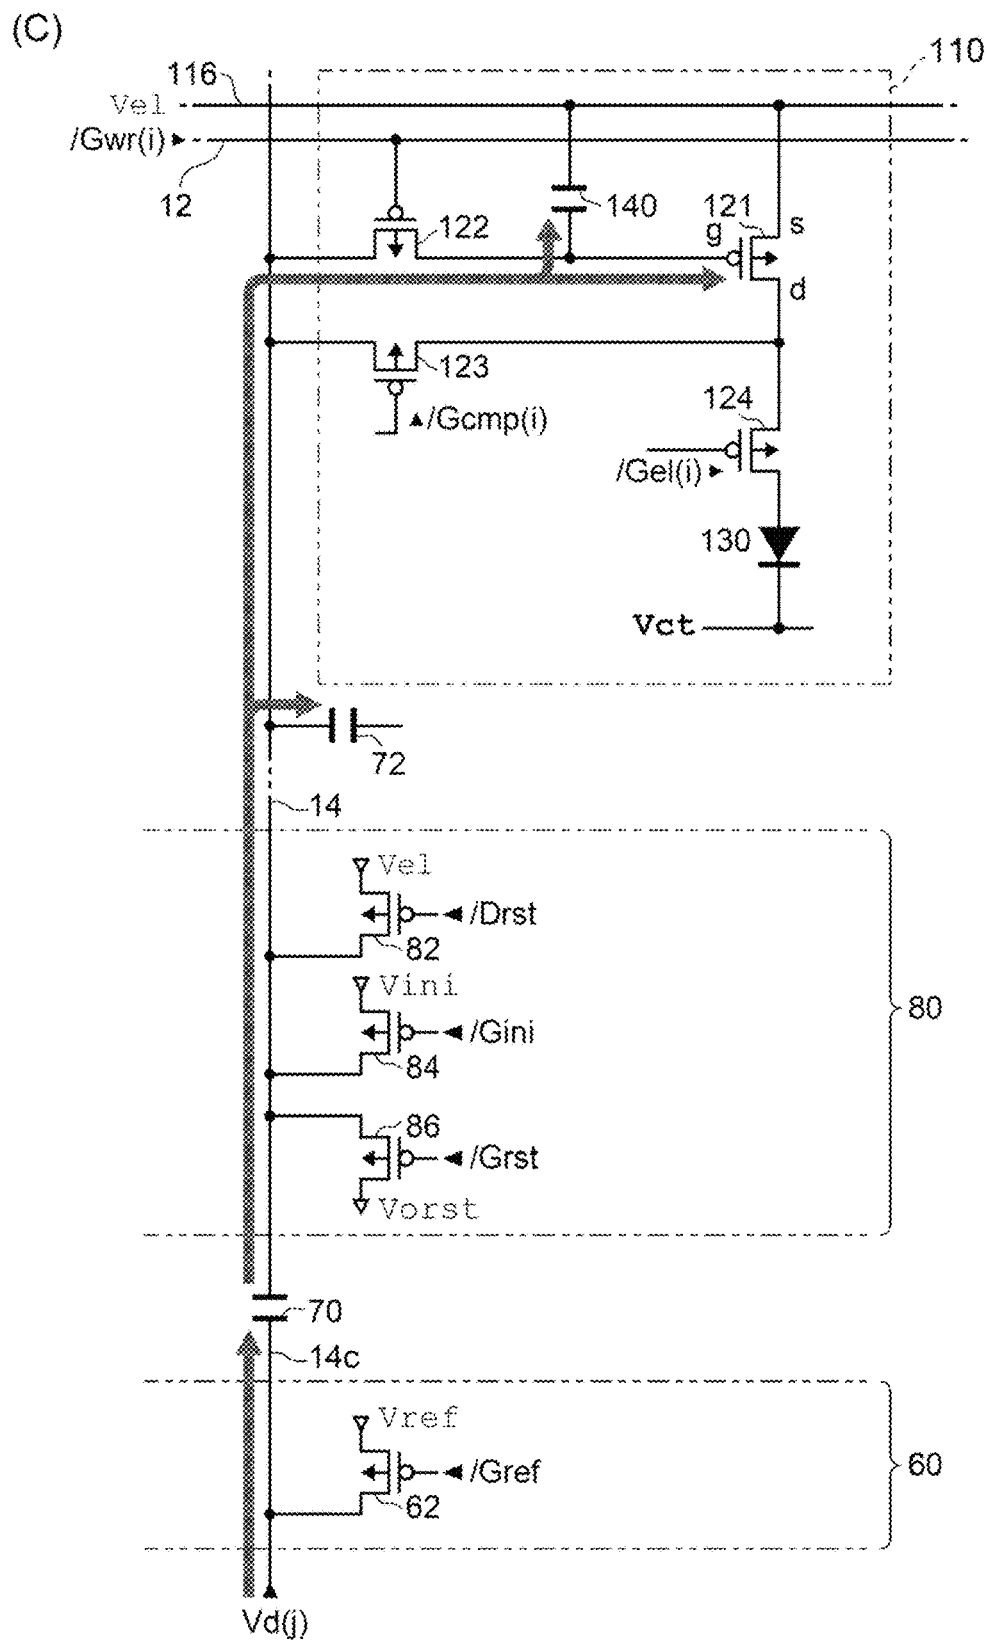 (C)
110
116
Vel
/Gwr(i)
12
140
121
122
g
s
d
123
124
/Gcmp(i)
/Gel(i)
130
Vct
72
14
Vel
/Drst
82
Vini
80
/Gini
84
86
/Grst
Vorst
70
14c
Vref
60
/Gref
62
Vd(j)